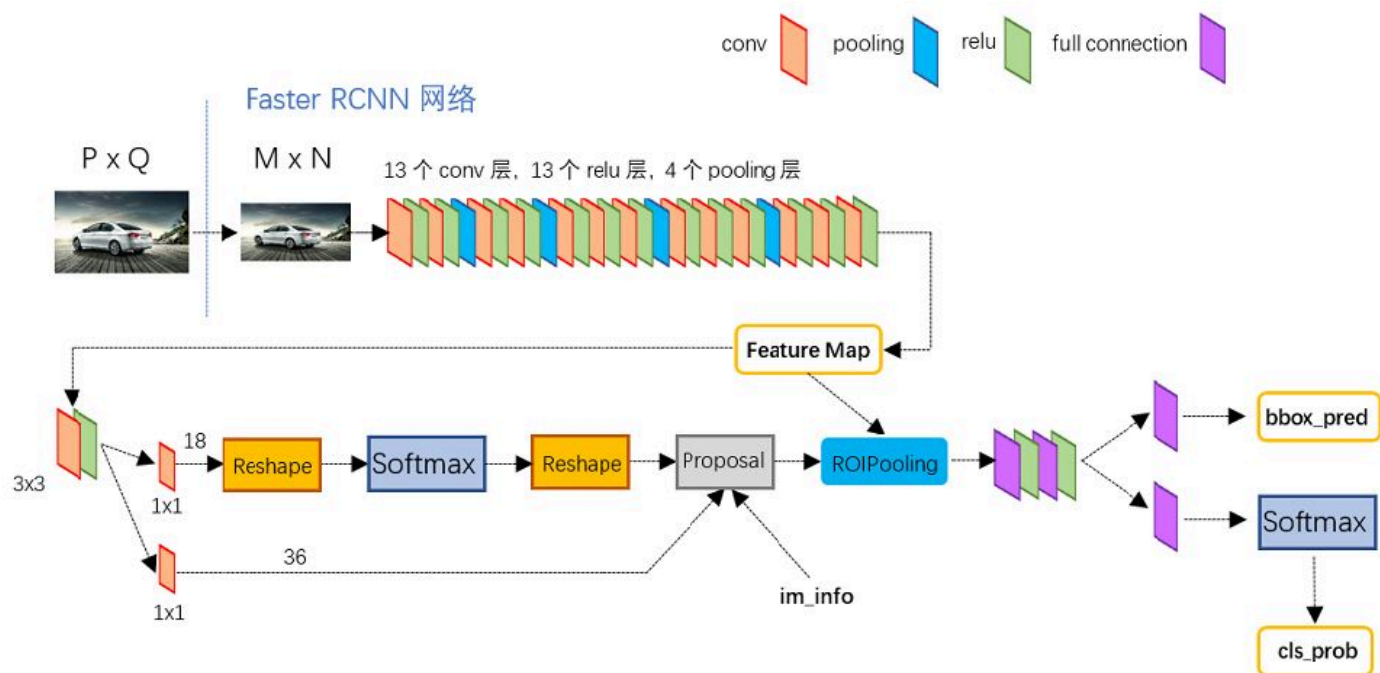 conv
pooling
relu
full connection
Faster RCNN 网络
P x Q
M x N
13 个 conv 层, 13 个 relu 层, 4 个 pooling 层
Feature Map
3x3
1x1
18
Reshape
Softmax
Reshape
Proposal
ROIPooling
bbox_pred
Softmax
cls_prob
1x1
36
im_info